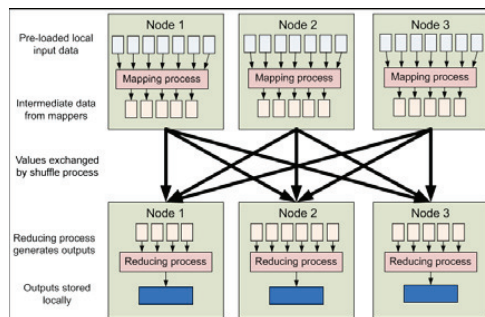 Node 1
Node 2
Node 3
Pre-loaded local
input data
Mapping process
Mapping process
Mapping process
Intermediate data
from mappers
Values exchanged
by shuffle process
Node 1
Node 2
Node 3
Reducing process
generates outputs
Reducing process
Reducing process
Reducing process
Outputs stored
locally